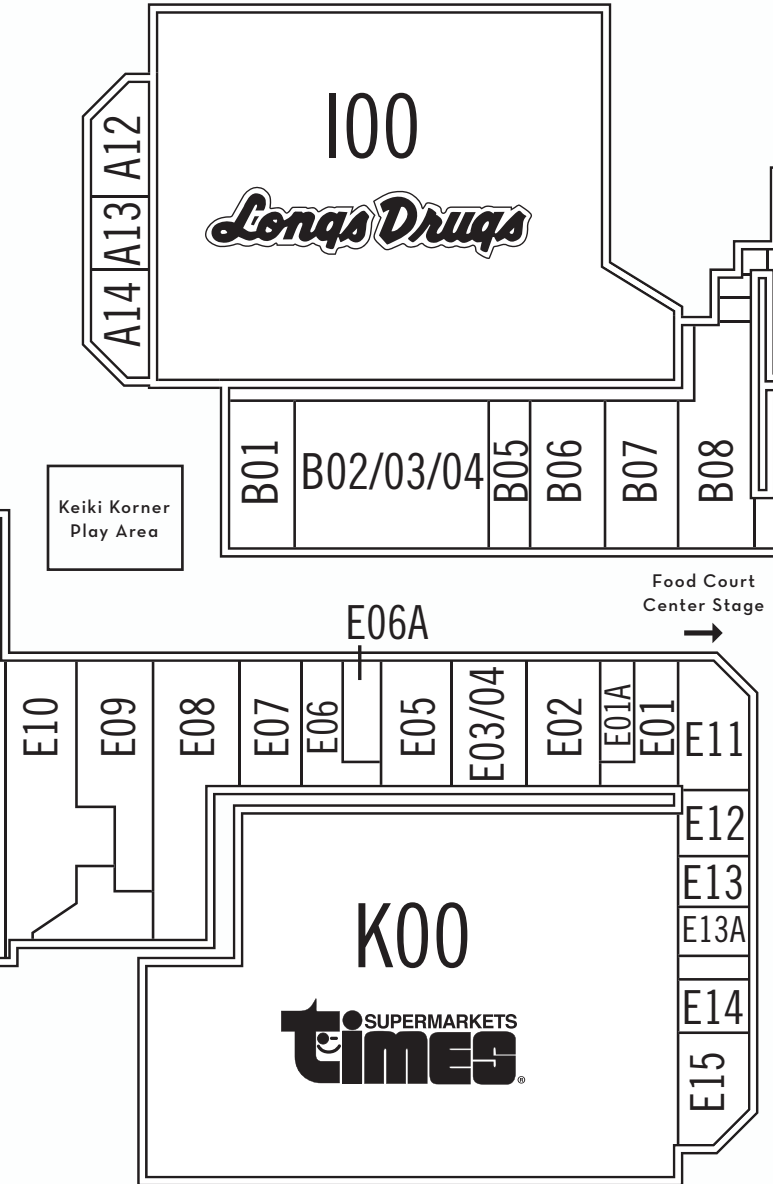 I00
Longs Drugs
A12
A13
A14
B01
B02/03/04
B05
B06
B07
B08
Keiki Korner
Play Area
Food Court
Center Stage
E06A
E10
E09
E08
E07
E06
E05
E03/04
E02
E01A
E01
E11
E12
E13
E13A
E14
E15
K00
SUPERMARKETS
times
®